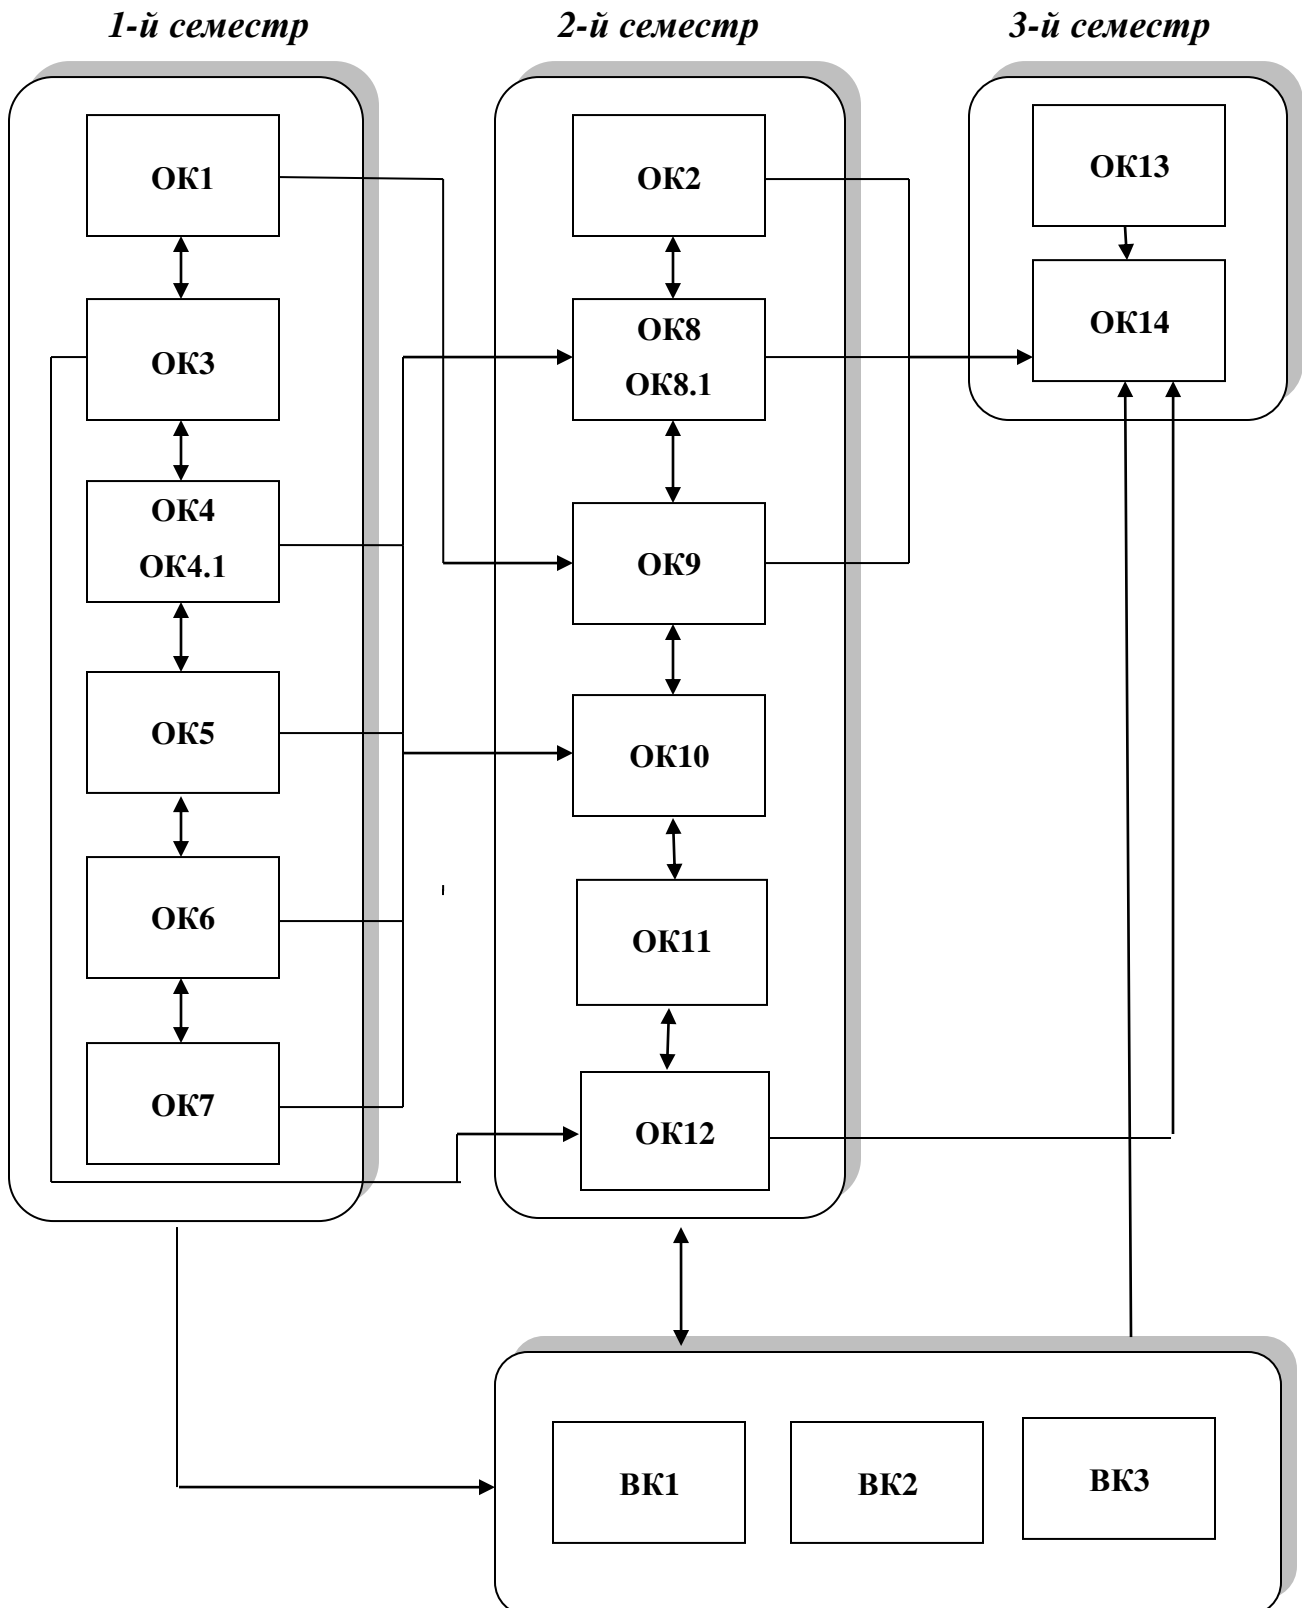 1-й семестр
2-й семестр
3-й семестр
ОК1
ОК3
ОК4
ОК4.1
ОК5
ОК6
ОК7
ОК2
ОК8
ОК8.1
ОК9
ОК10
ОК11
ОК12
ОК13
ОК14
ВК1
ВК2
ВК3